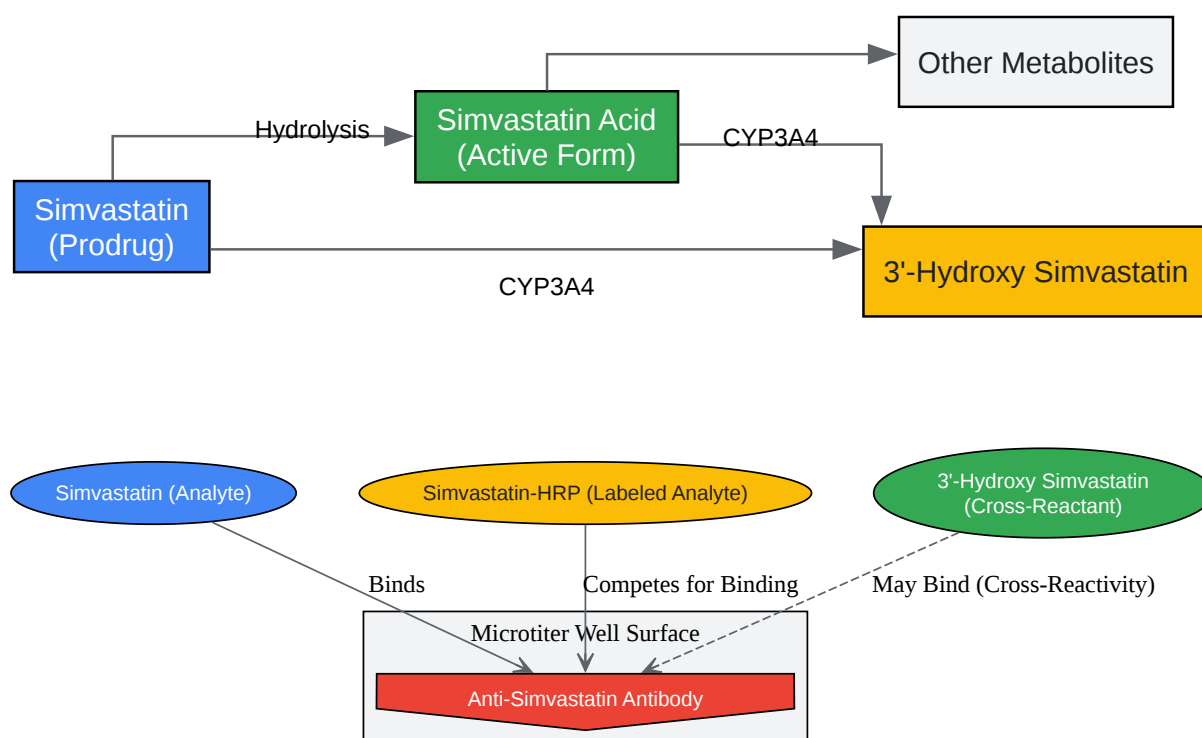 Other Metabolites
Simvastatin Acid
(Active Form)
Hydrolysis
CYP3A4
Simvastatin
(Prodrug)
3'-Hydroxy Simvastatin
CYP3A4
Simvastatin (Analyte)
Simvastatin-HRP (Labeled Analyte)
3'-Hydroxy Simvastatin
(Cross-Reactant)
Binds
Competes for Binding
May Bind (Cross-Reactivity)
Microtiter Well Surface
Anti-Simvastatin Antibody